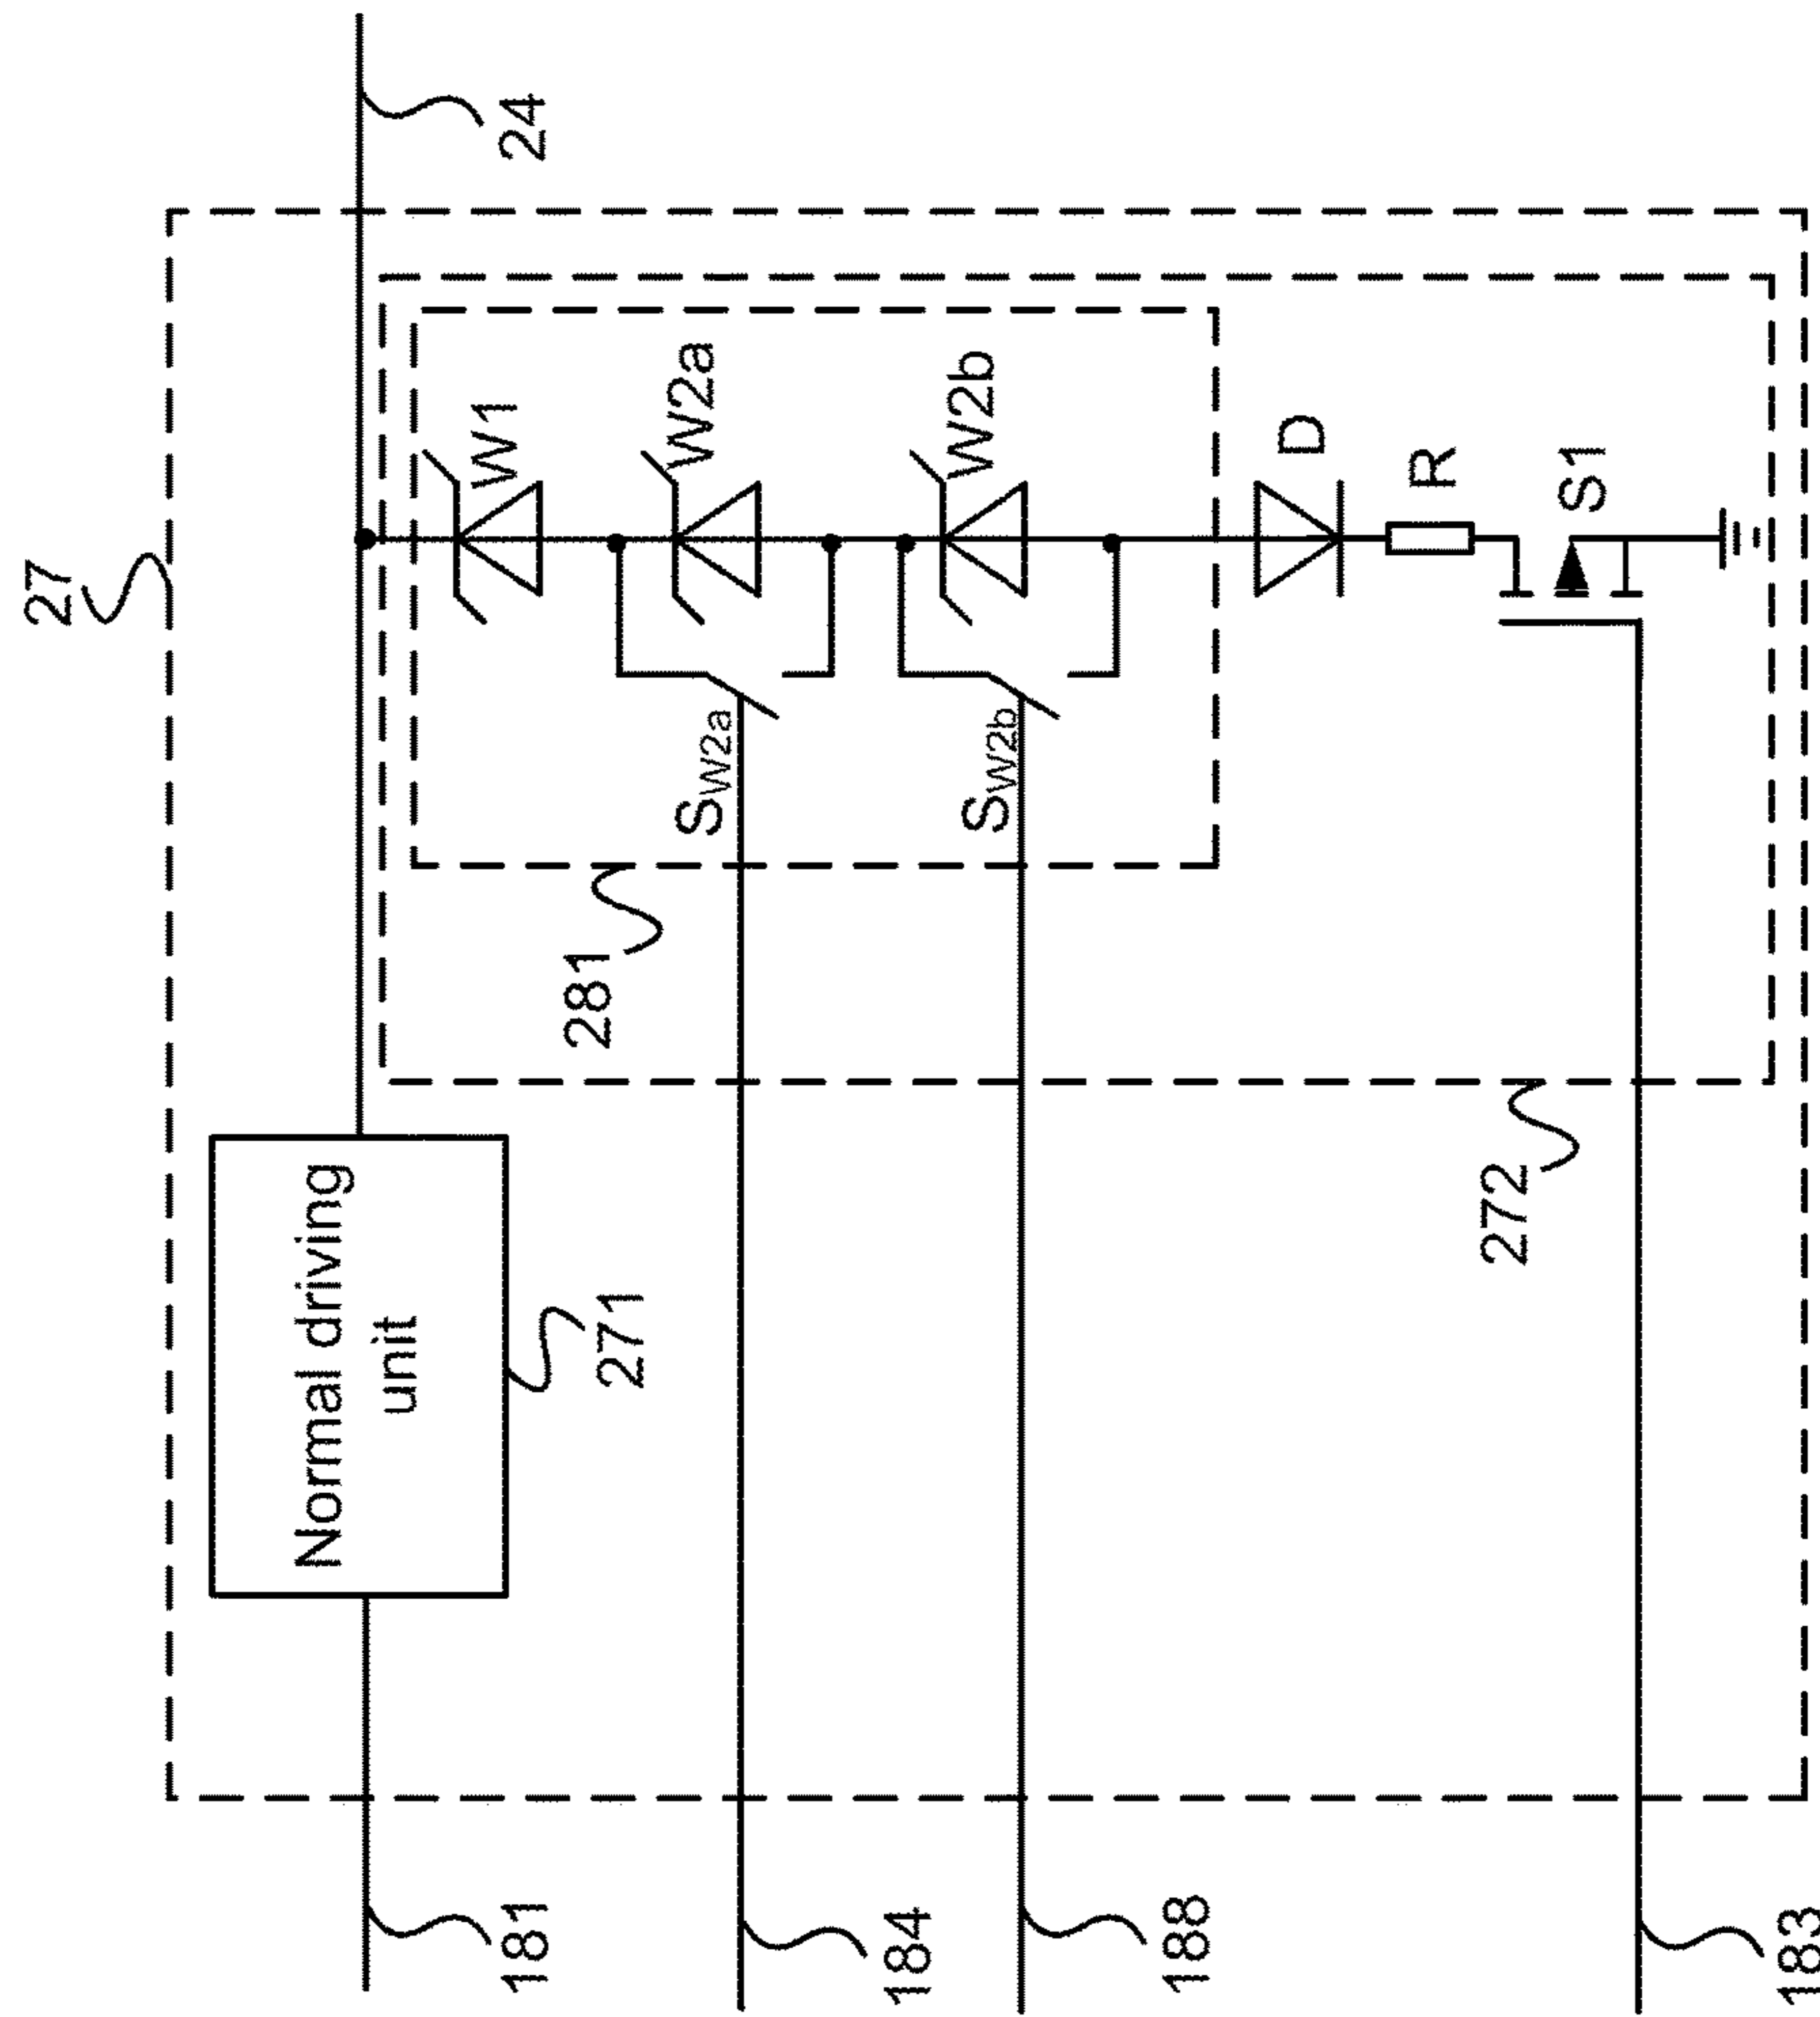 27
24
W1
W2a
W2b
D
R
S1
SW2a
SW2b
281
272
Normal driving
unit
271
181
184
188
183